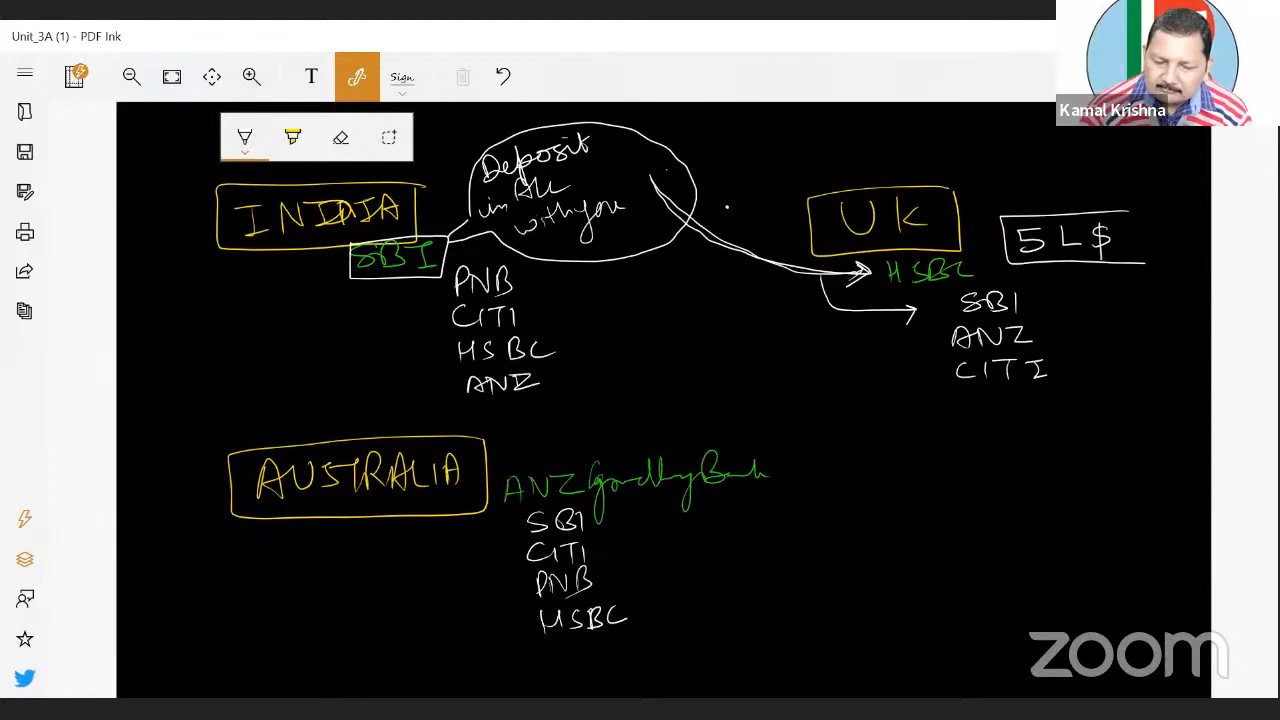 Unit_3A (1) - PDF Ink
Kamal Krishna
T
Sign
Deposit
in A/c
with you
INDIA
SBI
PNB
CITI
HSBC
ANZ
UK
5 L $
HSBC
SBI
ANZ
CITI
AUSTRALIA
ANZ Bank
SBI
CITI
PNB
HSBC
zoom